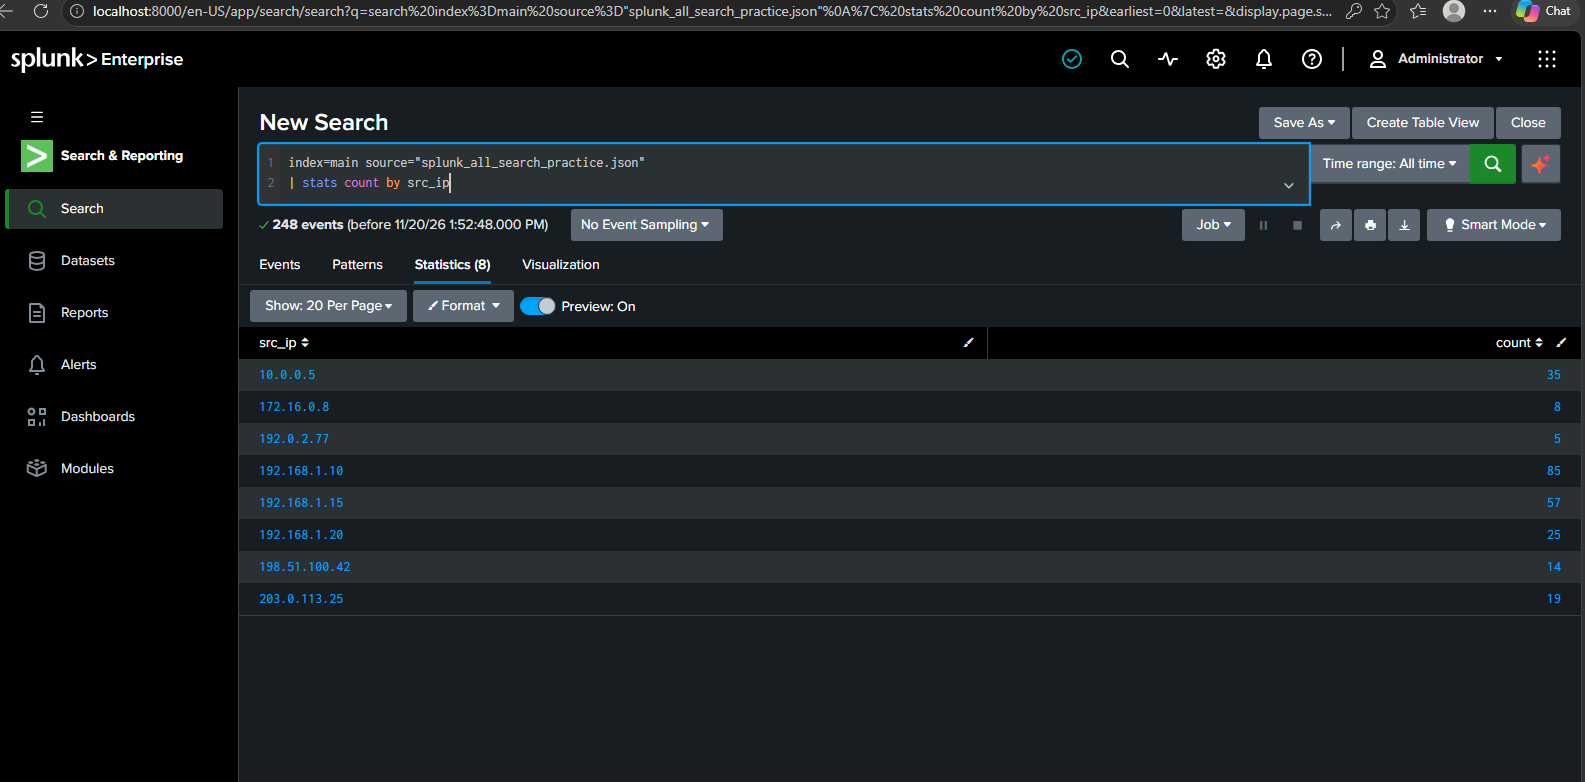 localhost:8000/en-US/app/search/search?q=search%20index%3Dmain%20source%3D"splunk_all_search_practice.json"%0A%7C%20stats%20count%20by%20src_ip&earliest=0&latest=&display.page.s...
Chat
splunk>Enterprise
Administrator
Search & Reporting
Search
Datasets
Reports
Alerts
Dashboards
Modules
New Search
Save As
Create Table View
Close
1 index=main source="splunk_all_search_practice.json"
2 | stats count by src_ip
Time range: All time
248 events (before 11/20/26 1:52:48.000 PM)
No Event Sampling
Job
Smart Mode
Events Patterns Statistics (8) Visualization
Show: 20 Per Page
Format
Preview: On
src_ip count
10.0.0.5 35
172.16.0.8 8
192.0.2.77 5
192.168.1.10 85
192.168.1.15 57
192.168.1.20 25
198.51.100.42 14
203.0.113.25 19